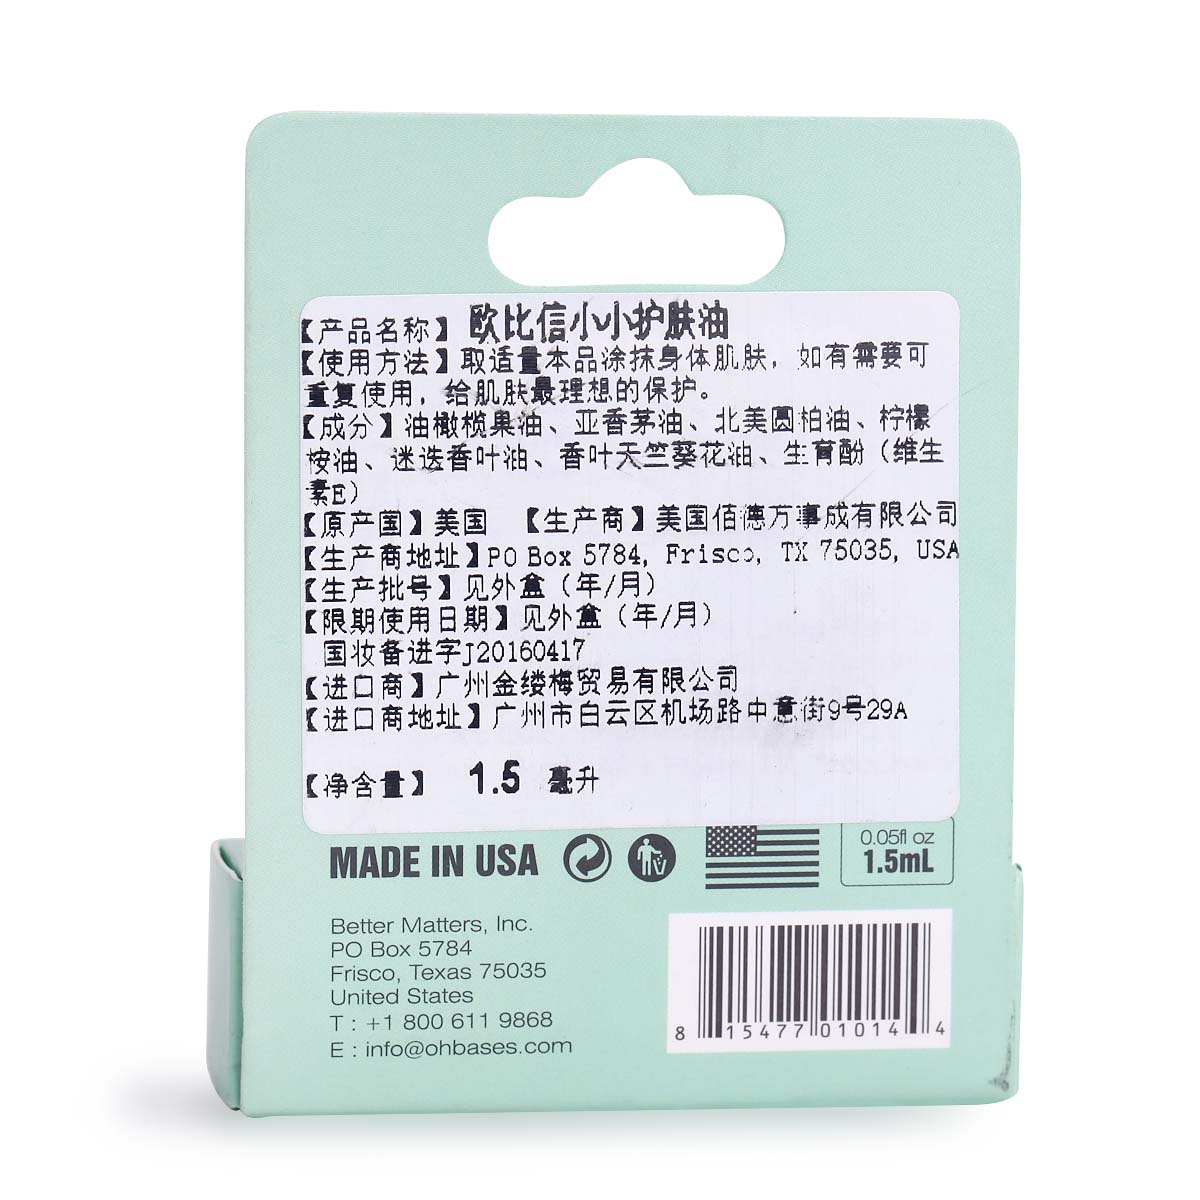 【产品名称】 欧比信小小护肤油
【使用方法】取适量本品涂抹身体肌肤，如有需要可
重复使用，给肌肤最理想的保护。
【成分】油橄榄果油、亚香茅油、北美圆柏油、柠檬
桉油、迷迭香叶油、香叶天竺葵花油、生育酚（维生
素E）
【原产国】美国 【生产商】美国佰德万事成有限公司
【生产商地址】PO Box 5784, Frisco, TX 75035, USA
【生产批号】见外盒（年/月）
【限期使用日期】见外盒（年/月）
国妆备进字J20160417
【进口商】广州金缕梅贸易有限公司
【进口商地址】广州市白云区机场路中意街9号29A
【净含量】 1.5 毫升
MADE IN USA
0.05fl oz
1.5mL
Better Matters, Inc.
PO Box 5784
Frisco, Texas 75035
United States
T : +1 800 611 9868
E : info@ohbases.com
8 15477 01014 4